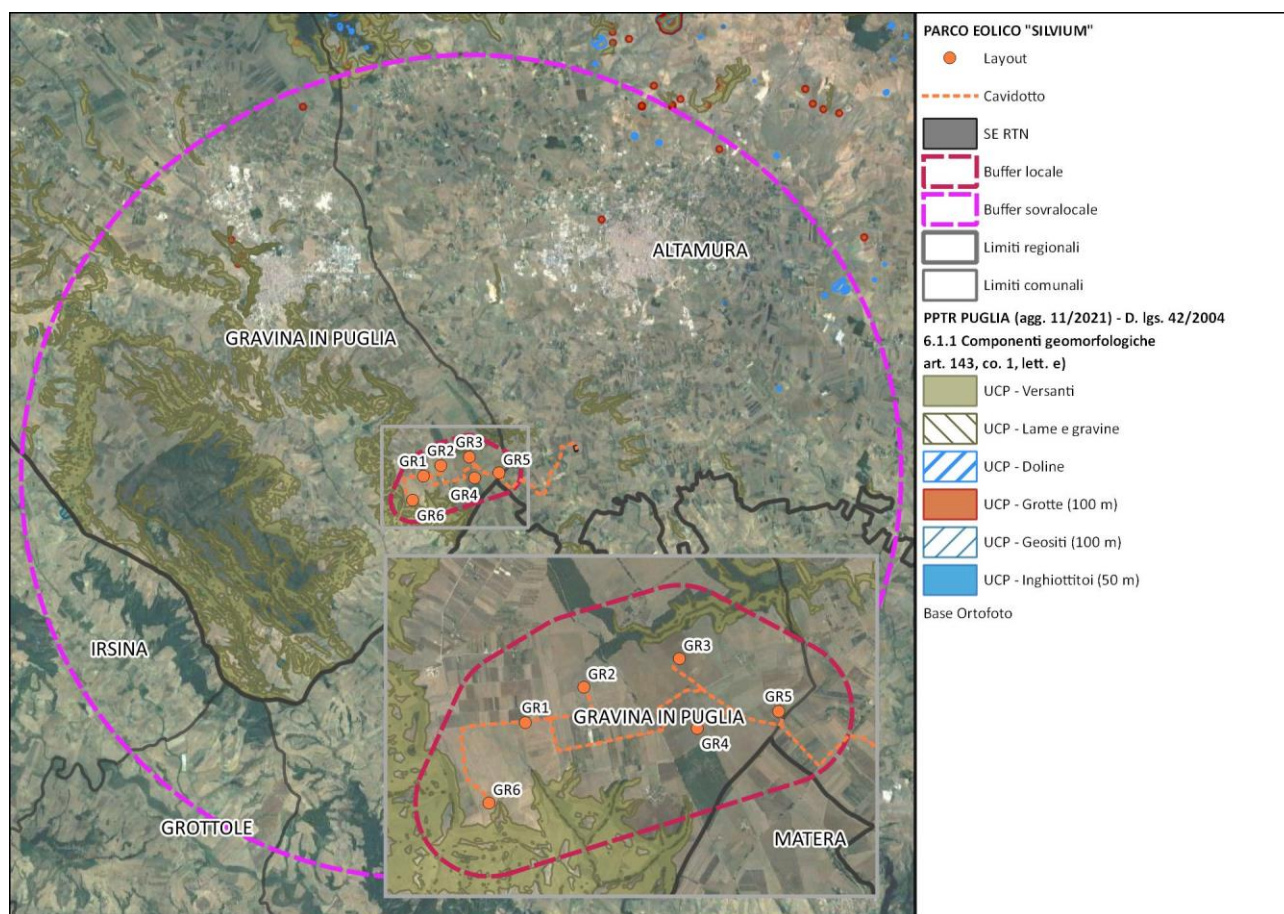 ALTAMURA
GRAVINA IN PUGLIA
GR3
GR2
GR1
GR5
GR4
GR6
IRSINA
GROTTOLE
GR3
GR2
GR5
GR1
GRAVINA IN PUGLIA
GR4
GR6
MATERA
PARCO EOLICO "SILVIUM"
Layout
Cavidotto
SE RTN
Buffer locale
Buffer sovralocale
Limiti regionali
Limiti comunali
PPTR PUGLIA (agg. 11/2021) - D. lgs. 42/2004
6.1.1 Componenti geomorfologiche
art. 143, co. 1, lett. e)
UCP - Versanti
UCP - Lame e gravine
UCP - Doline
UCP - Grotte (100 m)
UCP - Geositi (100 m)
UCP - Inghiottitoi (50 m)
Base Ortofoto